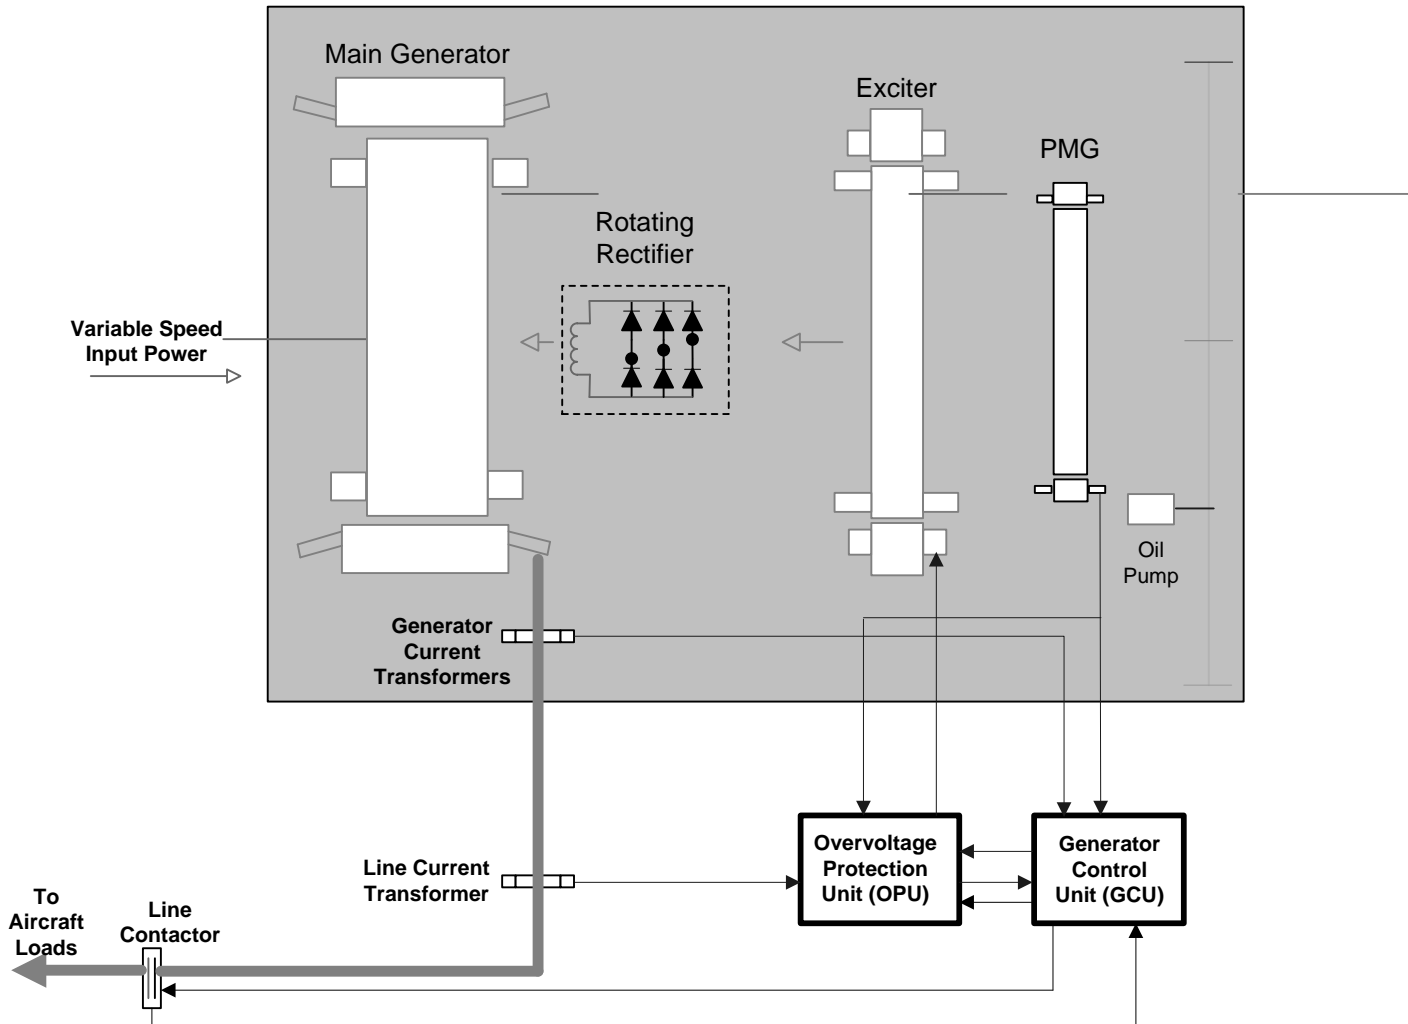 Main Generator
Exciter
PMG
Rotating
Rectifier
Variable Speed
Input Power
Oil
Pump
Generator
Current
Transformers
Overvoltage
Protection
Unit (OPU)
Generator
Control
Unit (GCU)
Line Current
Transformer
To
Aircraft
Loads
Line
Contactor